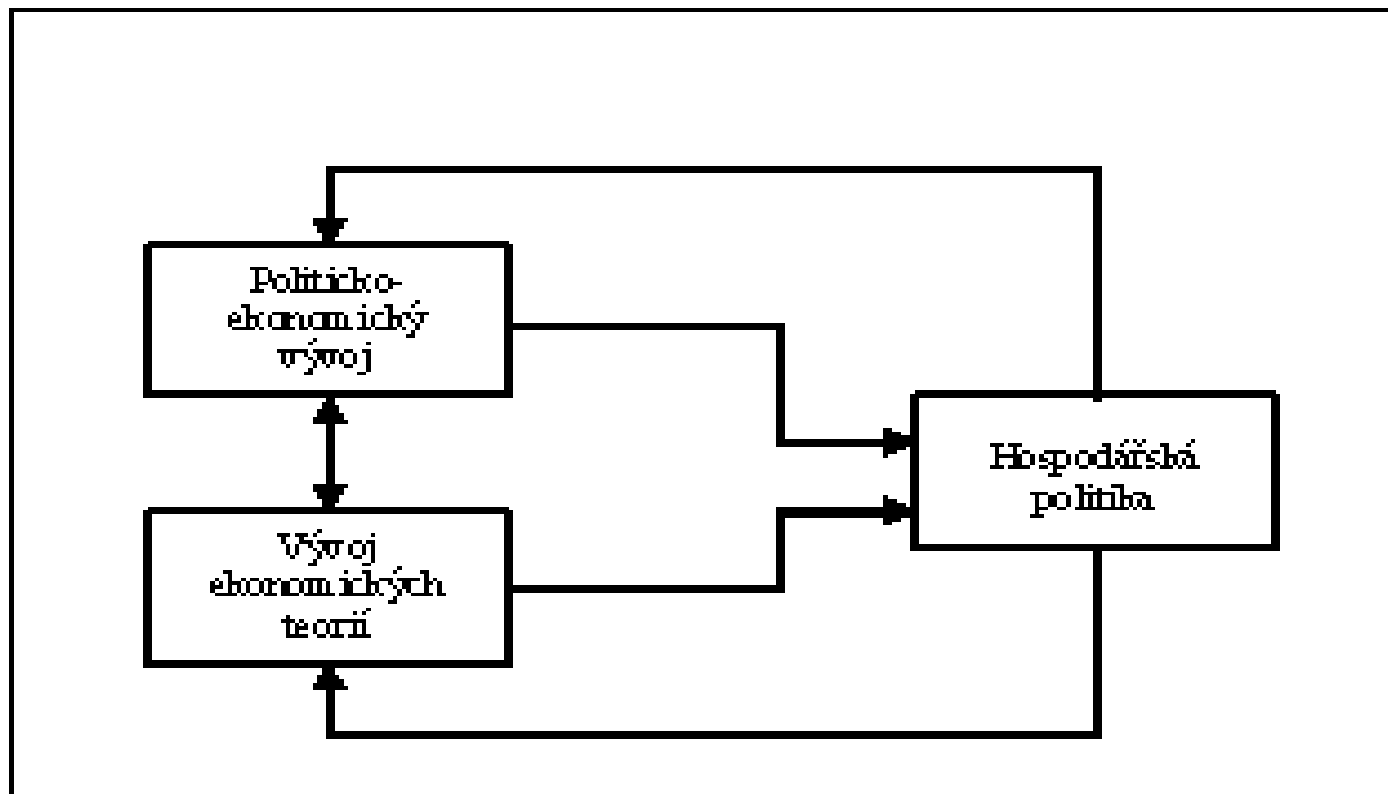 Politicko-
ekonomický
vývoj
Hospodářská
politika
Vývoj
ekonomických
teorií